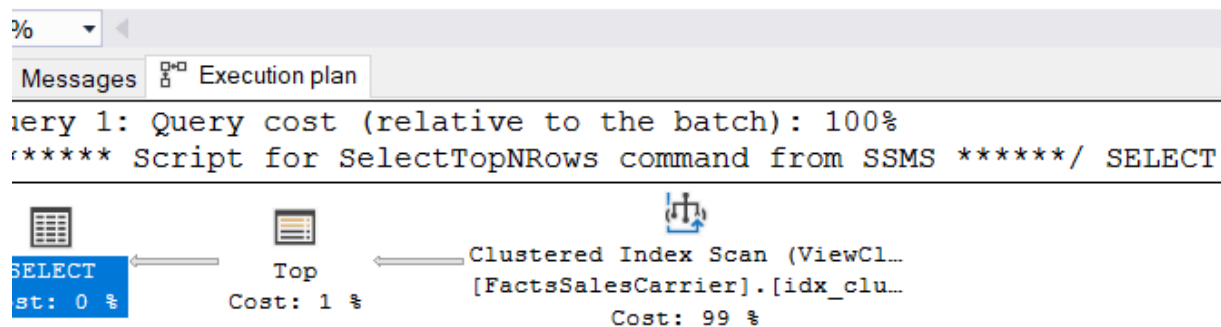 %
Messages Execution plan
ery 1: Query cost (relative to the batch): 100%
****** Script for SelectTopNRows command from SSMS ******/ SELECT
Clustered Index Scan (ViewCl…
SELECT Top [FactsSalesCarrier].[idx_clu…
st: 0 % Cost: 1 % Cost: 99 %